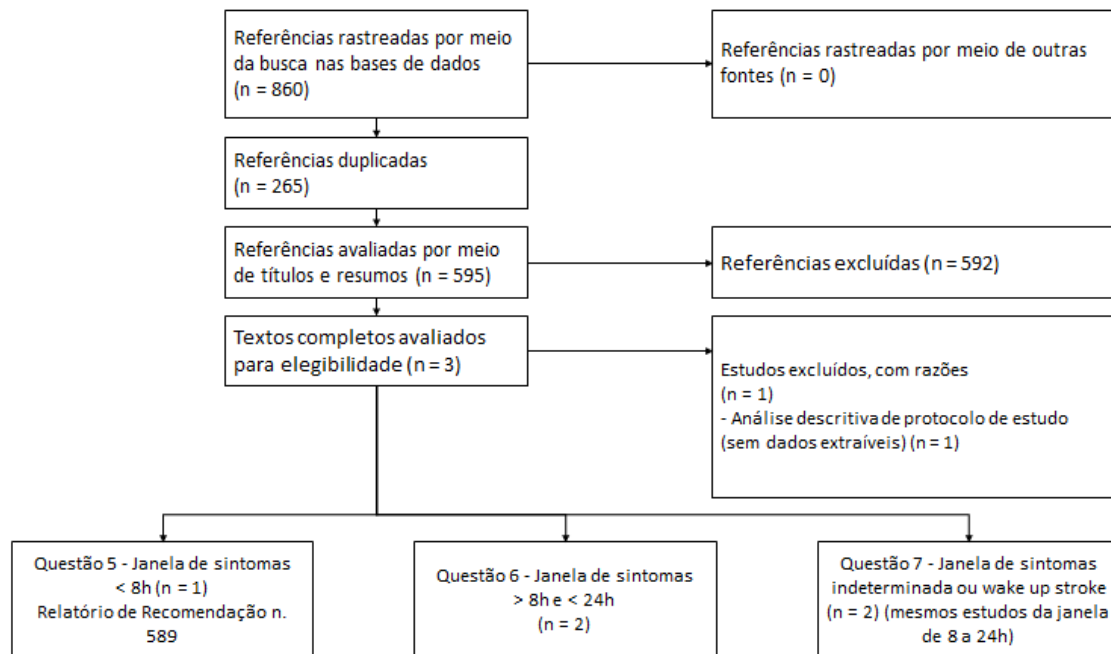 Referências rastreadas por meio
da busca nas bases de dados
(n = 860)
Referências rastreadas por meio de outras
fontes (n = 0)
Referências duplicadas
(n = 265)
Referências avaliadas por meio
de títulos e resumos (n = 595)
Referências excluídas (n = 592)
Textos completos avaliados
para elegibilidade (n = 3)
Estudos excluídos, com razões
(n = 1)
- Análise descritiva de protocolo de estudo
(sem dados extraíveis) (n = 1)
Questão 5 - Janela de sintomas
< 8h (n = 1)
Relatório de Recomendação n.
589
Questão 6 - Janela de sintomas
> 8h e < 24h
(n = 2)
Questão 7 - Janela de sintomas
indeterminada ou wake up stroke
(n = 2) (mesmos estudos da janela
de 8 a 24h)